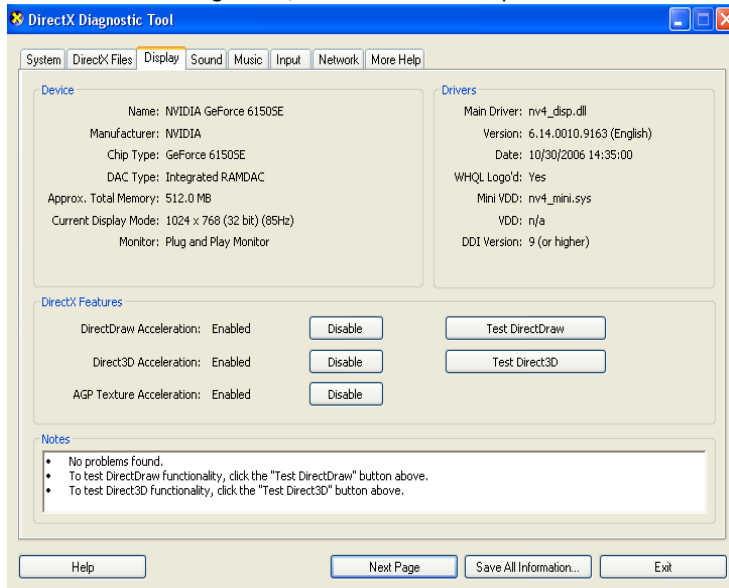 DirectX Diagnostic Tool
System DirectX Files Display Sound Music Input Network More Help
Device
Name: NVIDIA GeForce 6150SE
Manufacturer: NVIDIA
Chip Type: GeForce 6150SE
DAC Type: Integrated RAMDAC
Approx. Total Memory: 512.0 MB
Current Display Mode: 1024 x 768 (32 bit) (85Hz)
Monitor: Plug and Play Monitor
Drivers
Main Driver: nv4_disp.dll
Version: 6.14.0010.9163 (English)
Date: 10/30/2006 14:35:00
WHQL Logo'd: Yes
Mini VDD: nv4_mini.sys
VDD: n/a
DDI Version: 9 (or higher)
DirectX Features
DirectDraw Acceleration: Enabled Disable Test DirectDraw
Direct3D Acceleration: Enabled Disable Test Direct3D
AGP Texture Acceleration: Enabled Disable
Notes
• No problems found.
• To test DirectDraw functionality, click the "Test DirectDraw" button above.
• To test Direct3D functionality, click the "Test Direct3D" button above.
Help Next Page Save All Information... Exit